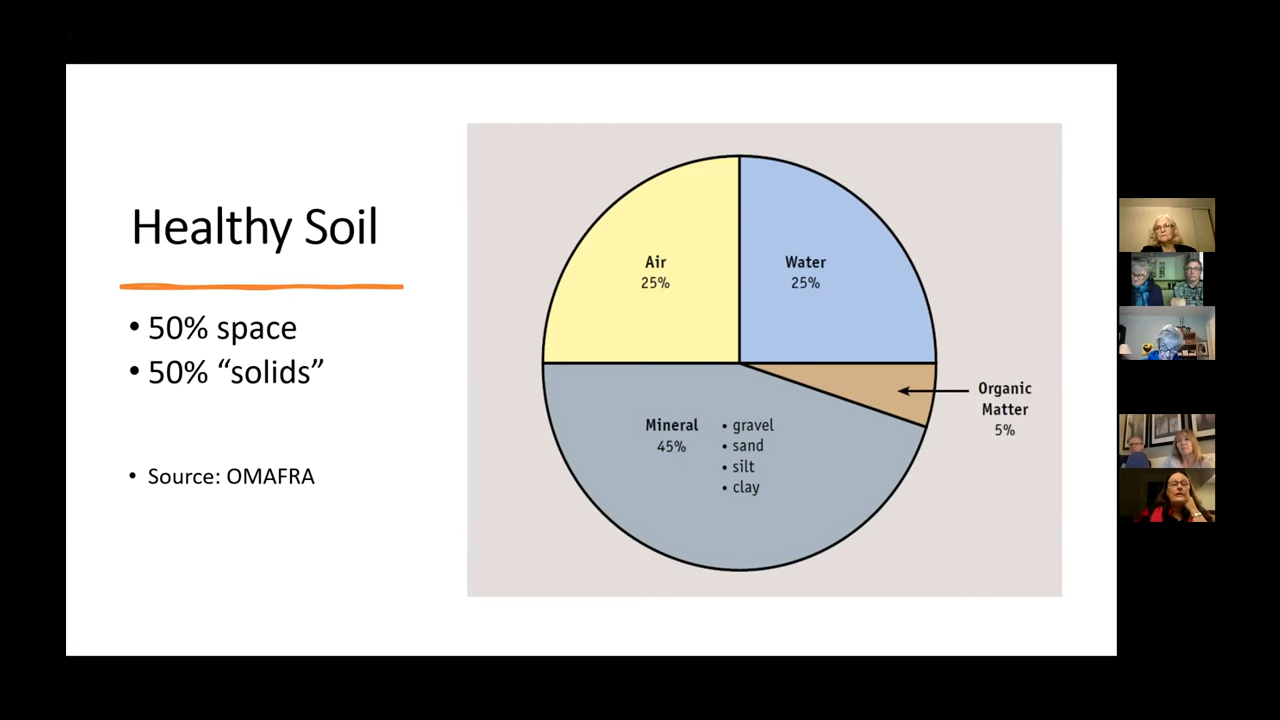 Healthy Soil
• 50% space
• 50% “solids”
• Source: OMAFRA
Air
25%
Water
25%
Organic
Matter
5%
Mineral
45%
• gravel
• sand
• silt
• clay